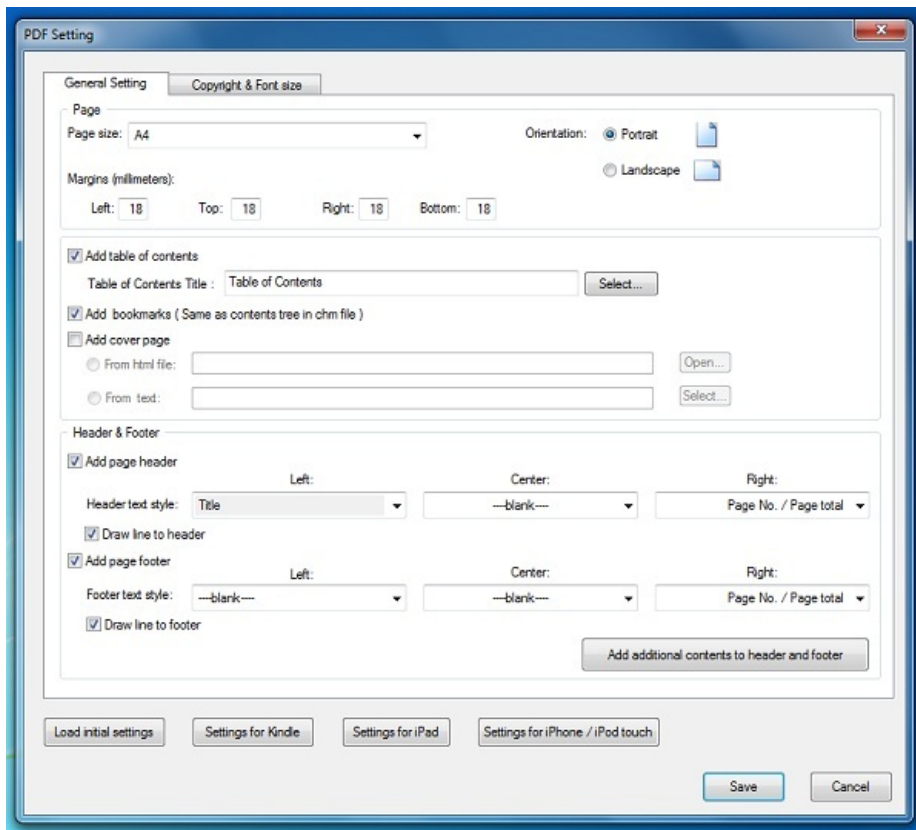 PDF Setting
General Setting
Copyright & Font size
Page
Page size: A4
Orientation: Portrait
Landscape
Margins (millimeters):
Left: 18 Top: 18 Right: 18 Bottom: 18
Add table of contents
Table of Contents Title : Table of Contents Select...
Add bookmarks ( Same as contents tree in chm file )
Add cover page
From html file: Open...
From text: Select...
Header & Footer
Add page header
Left: Center: Right:
Header text style: Title ---blank--- Page No. / Page total
Draw line to header
Add page footer
Left: Center: Right:
Footer text style: ---blank--- ---blank--- Page No. / Page total
Draw line to footer
Add additional contents to header and footer
Load initial settings Settings for Kindle Settings for iPad Settings for iPhone / iPod touch
Save Cancel